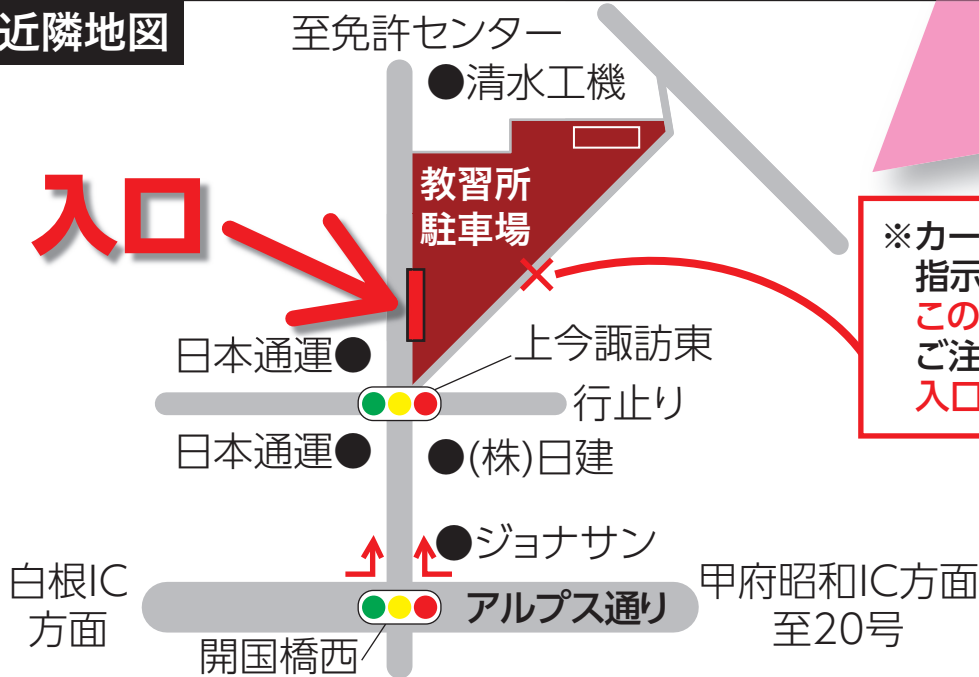 近隣地図
至免許センター
●清水工機
入口
教習所
駐車場
※カー
指示
この
ご注
入口
日本通運●
上今諏訪東
行止り
日本通運●
●(株)日建
●ジョナサン
白根IC
方面
アルプス通り
甲府昭和IC方面
至20号
開国橋西